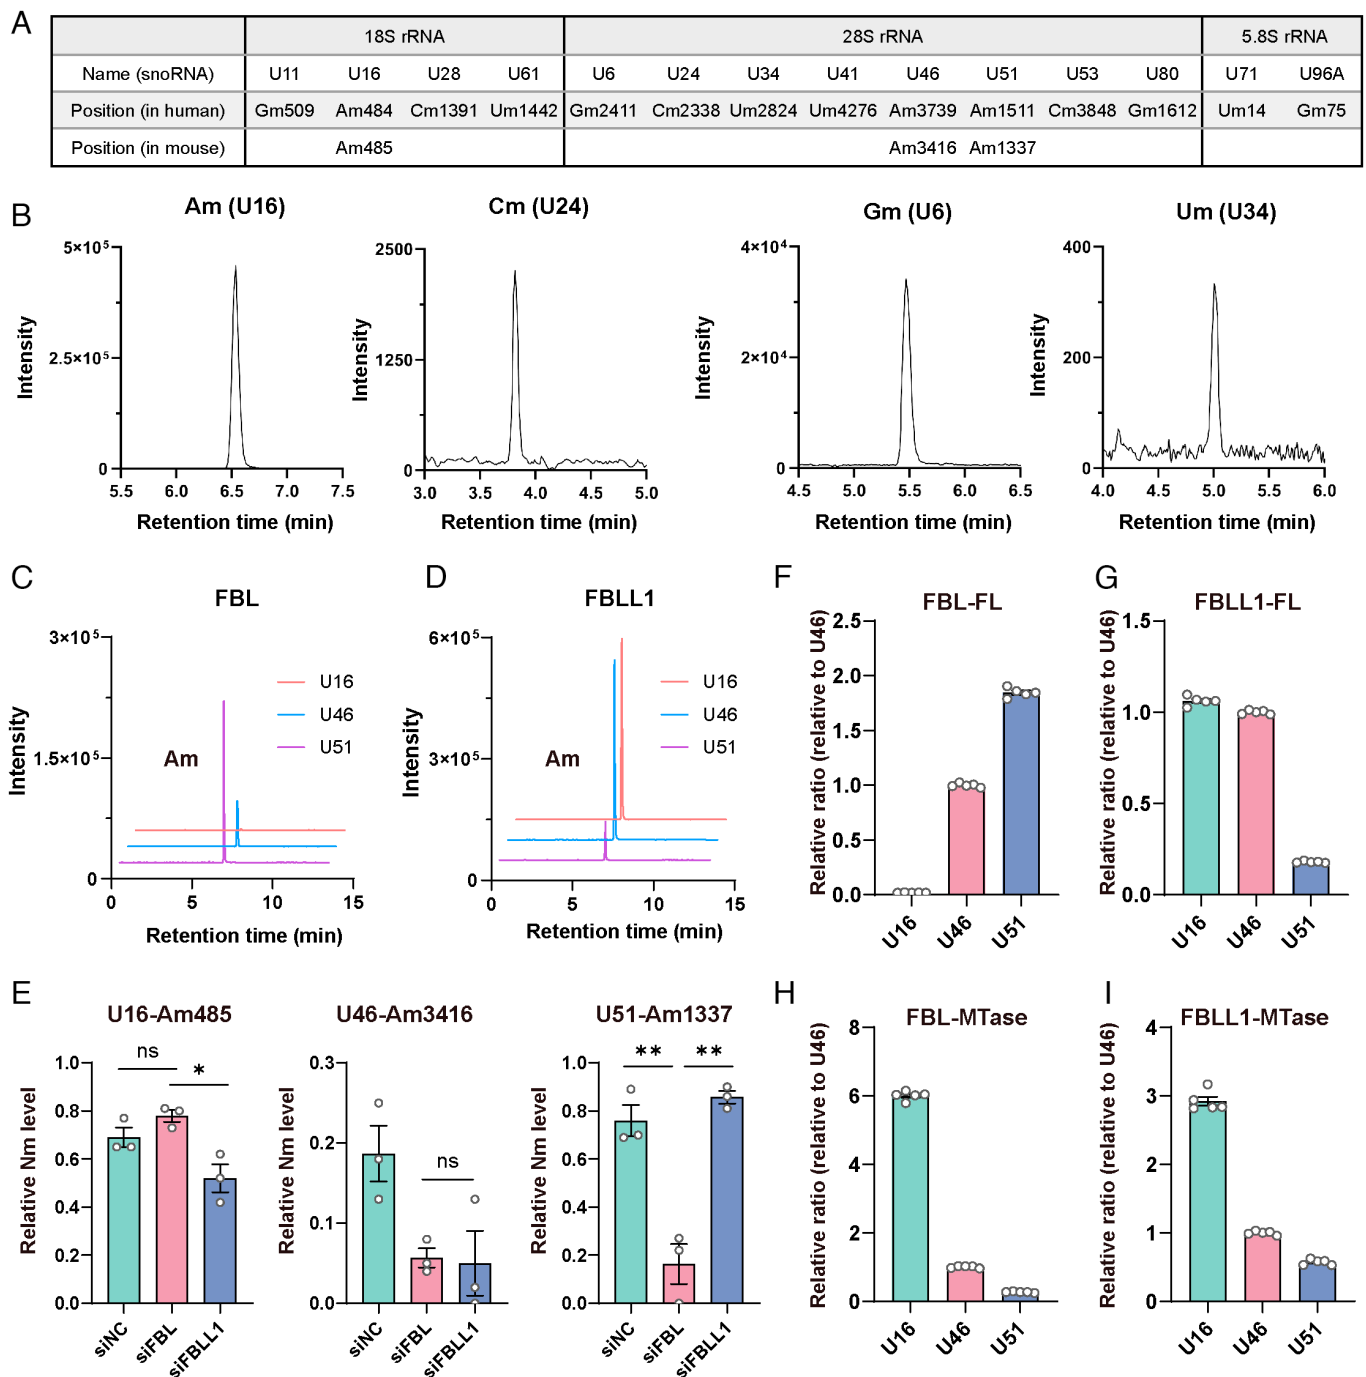 A
18S rRNA 28S rRNA 5.8S rRNA
Name (snoRNA) U11 U16 U28 U61 U6 U24 U34 U41 U46 U51 U53 U80 U71 U96A
Position (in human) Gm509 Am484 Cm1391 Um1442 Gm2411 Cm2338 Um2824 Um4276 Am3739 Am1511 Cm3848 Gm1612 Um14 Gm75
Position (in mouse) Am485 Am3416 Am1337
B
Am (U16)
Intensity
5×10⁵
2.5×10⁵
0
5.5 6.0 6.5 7.0 7.5
Retention time (min)
Cm (U24)
Intensity
2500
1250
0
3.0 3.5 4.0 4.5 5.0
Retention time (min)
Gm (U6)
Intensity
4×10⁴
2×10⁴
0
4.5 5.0 5.5 6.0 6.5
Retention time (min)
Um (U34)
Intensity
400
200
0
4.0 4.5 5.0 5.5 6.0
Retention time (min)
C
FBL
Intensity
3×10⁵
1.5×10⁵
0
U16
U46
U51
Am
0 5 10 15
Retention time (min)
D
FBLL1
Intensity
6×10⁵
3×10⁵
0
U16
U46
U51
Am
0 5 10 15
Retention time (min)
F
FBL-FL
Relative ratio (relative to U46)
2.5
2.0
1.5
1.0
0.5
0.0
U16 U46 U51
G
FBLL1-FL
Relative ratio (relative to U46)
1.5
1.0
0.5
0.0
U16 U46 U51
E
U16-Am485
Relative Nm level
ns
*
1.0
0.8
0.6
0.4
0.2
0.0
siNC siFBL siFBLL1
U46-Am3416
Relative Nm level
ns
0.3
0.2
0.1
0.0
siNC siFBL siFBLL1
U51-Am1337
Relative Nm level
** **
1.0
0.8
0.6
0.4
0.2
0.0
siNC siFBL siFBLL1
H
FBL-MTase
Relative ratio (relative to U46)
8
6
4
2
0
U16 U46 U51
I
FBLL1-MTase
Relative ratio (relative to U46)
4
3
2
1
0
U16 U46 U51